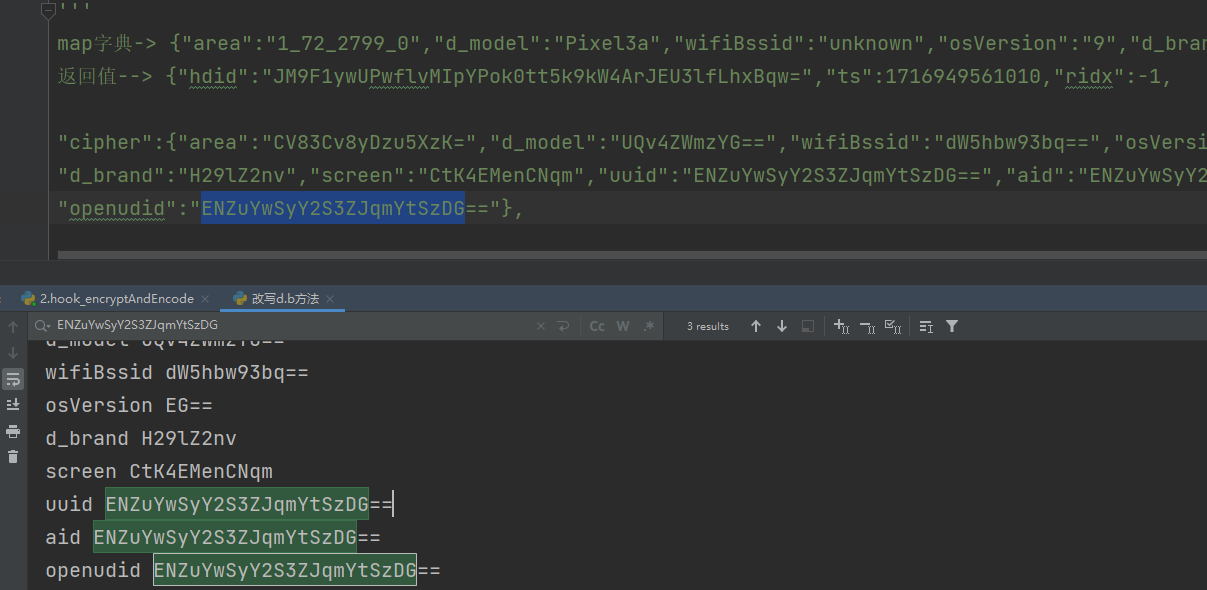 '''
map字典-> {"area":"1_72_2799_0","d_model":"Pixel3a","wifiBssid":"unknown","osVersion":"9","d_bran
返回值--> {"hdid":"JM9F1ywUPwflvMIpYPok0tt5k9kW4ArJEU3lfLhxBqw=","ts":1716949561010,"ridx":-1,
"cipher":{"area":"CV83Cv8yDzu5XzK=","d_model":"UQv4ZWmzYG==","wifiBssid":"dW5hbw93bq==","osVersi
"d_brand":"H29lZ2nv","screen":"CtK4EMenCNqm","uuid":"ENZuYwSyY2S3ZJqmYtSzDG==","aid":"ENZuYwSyY2
"openudid":"ENZuYwSyY2S3ZJqmYtSzDG=="},
2.hook_encryptAndEncode × 改写d.b方法 ×
ENZuYwSyY2S3ZJqmYtSzDG Cc W .* 3 results
d_model UQv4ZWmzYG==
wifiBssid dW5hbw93bq==
osVersion EG==
d_brand H29lZ2nv
screen CtK4EMenCNqm
uuid ENZuYwSyY2S3ZJqmYtSzDG==
aid ENZuYwSyY2S3ZJqmYtSzDG==
openudid ENZuYwSyY2S3ZJqmYtSzDG==